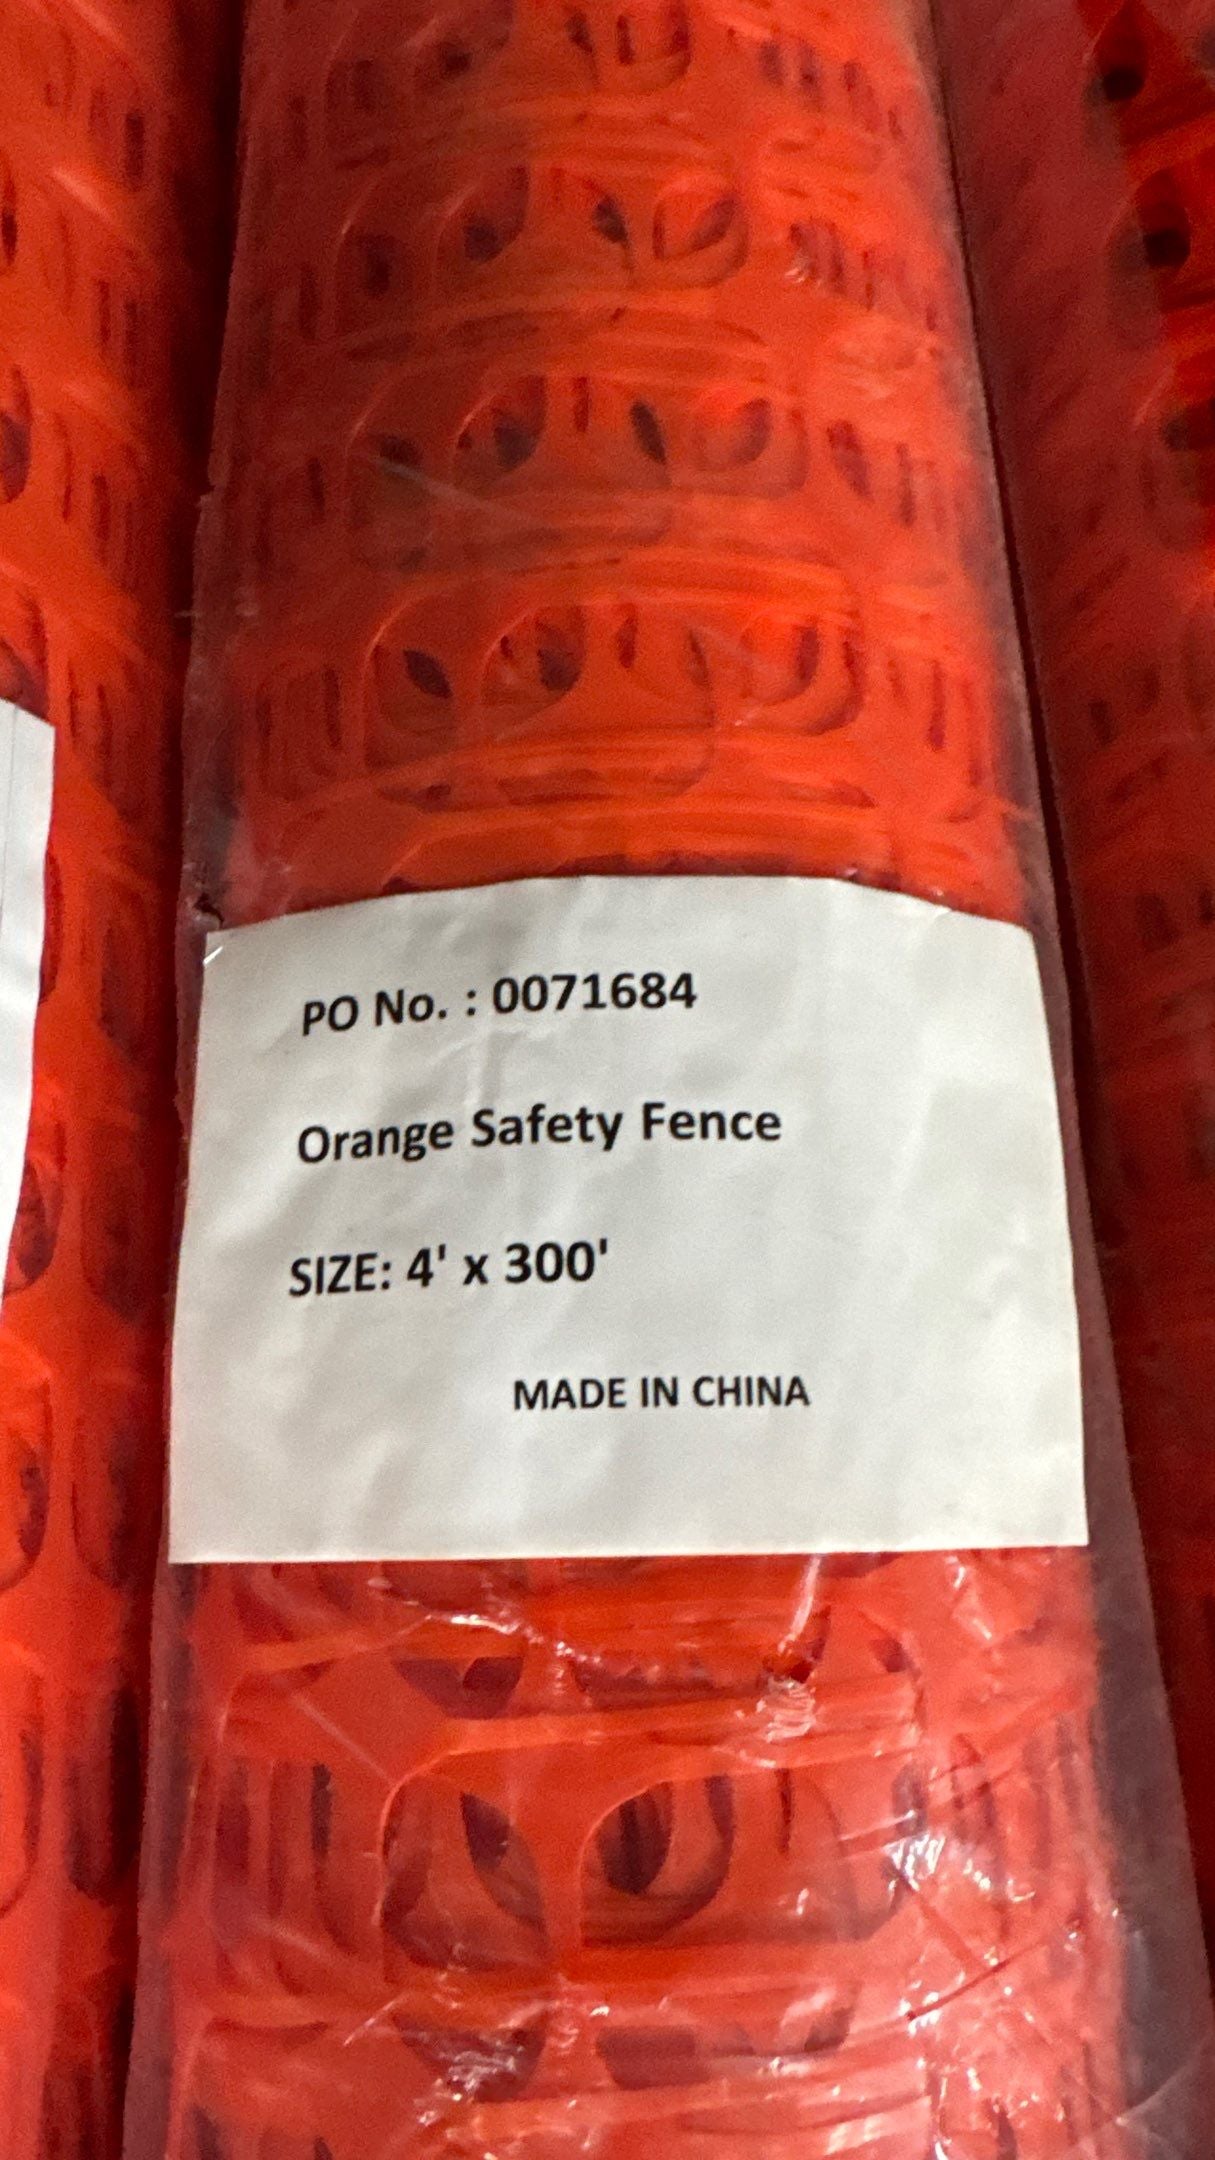 PO No. : 0071684
Orange Safety Fence
SIZE: 4' x 300'
MADE IN CHINA